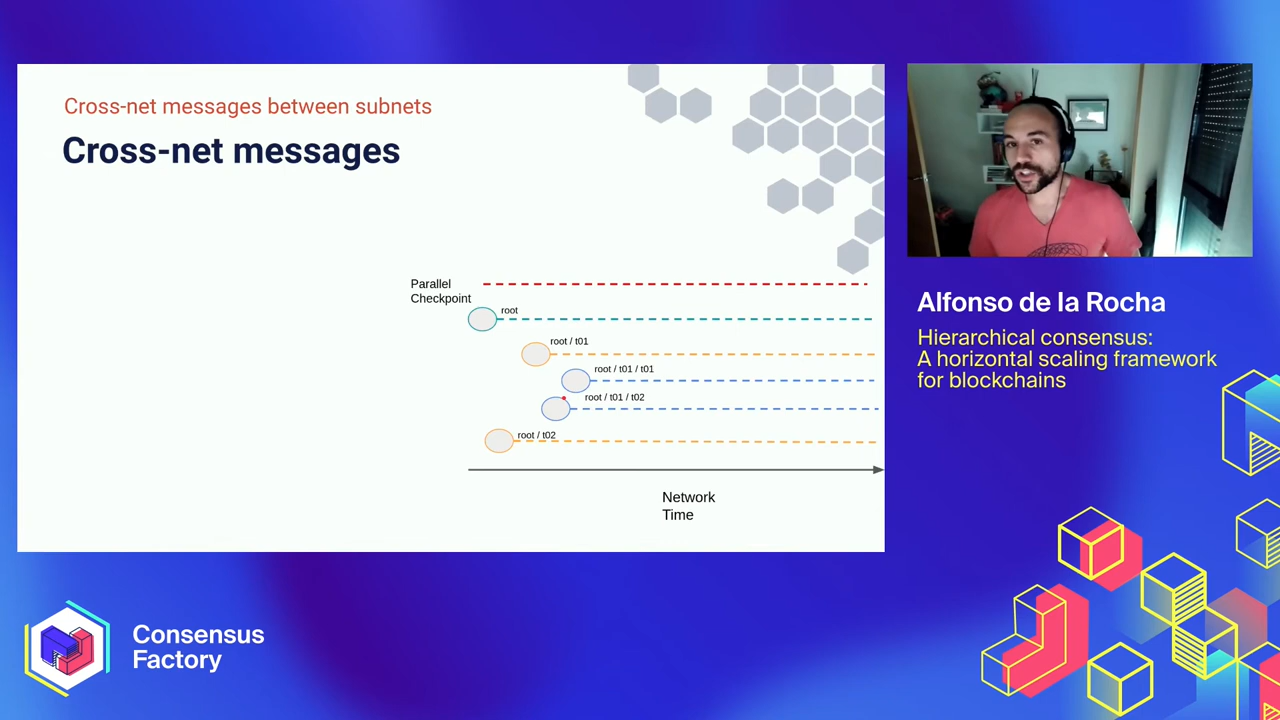 Cross-net messages between subnets
Cross-net messages
Parallel
Checkpoint
root
root / t01
root / t01 / t01
root / t01 / t02
root / t02
Network
Time
Alfonso de la Rocha
Hierarchical consensus:
A horizontal scaling framework
for blockchains
Consensus
Factory